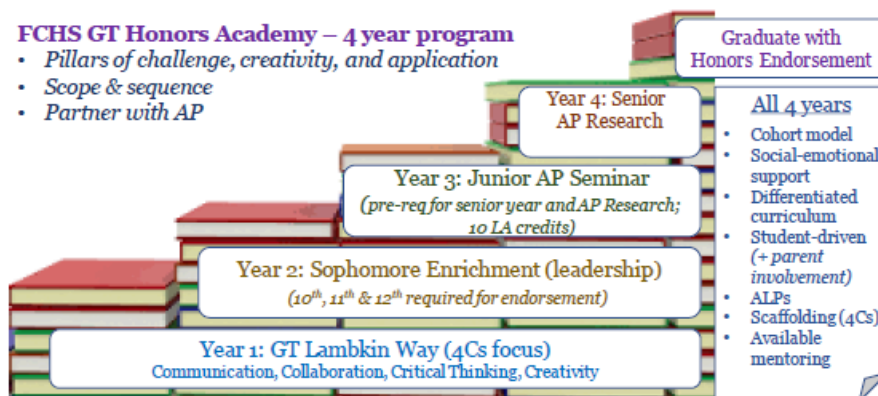 FCHS GT Honors Academy – 4 year program
• Pillars of challenge, creativity, and application
• Scope & sequence
• Partner with AP
Graduate with
Honors Endorsement
Year 4: Senior
AP Research
Year 3: Junior AP Seminar
(pre-req for senior year and AP Research;
10 LA credits)
Year 2: Sophomore Enrichment (leadership)
(10th, 11th & 12th required for endorsement)
Year 1: GT Lambkin Way (4Cs focus)
Communication, Collaboration, Critical Thinking, Creativity
All 4 years
• Cohort model
• Social-emotional
support
• Differentiated
curriculum
• Student-driven
(+ parent
involvement)
• ALPs
• Scaffolding (4Cs)
• Available
mentoring